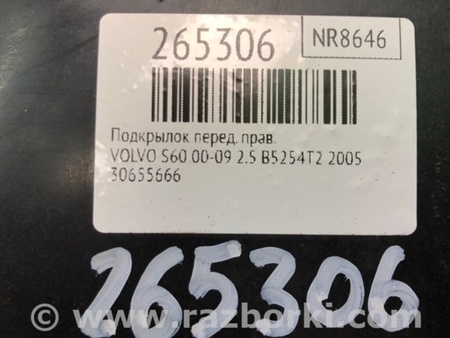 265306
NR8646
Подкрылок перед. прав.
VOLVO S60 00-09 2.5 B5254T2 2005
30655666
265306
© www.razborki.com